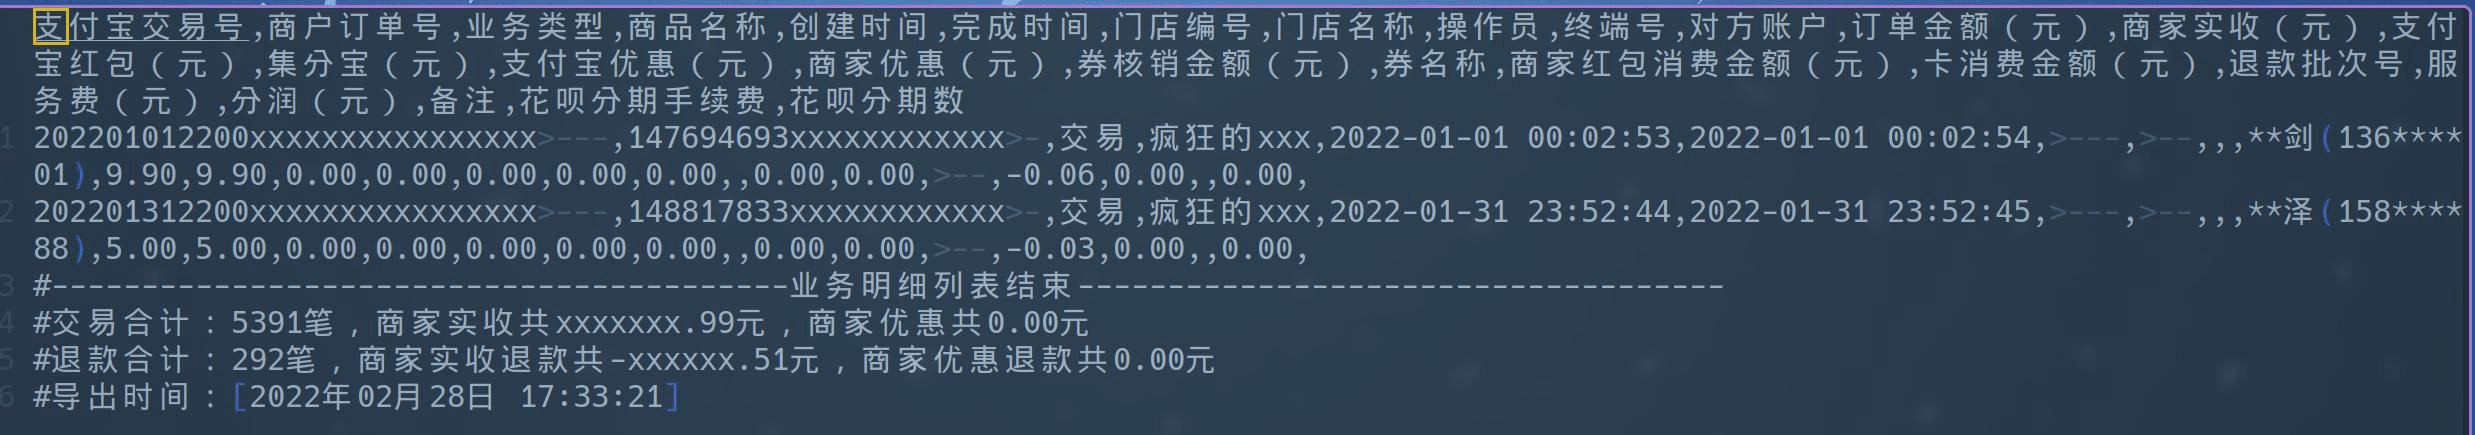 支付宝交易号,商户订单号,业务类型,商品名称,创建时间,完成时间,门店编号,门店名称,操作员,终端号,对方账户,订单金额（元）,商家实收（元）,支付
宝红包（元）,集分宝（元）,支付宝优惠（元）,商家优惠（元）,券核销金额（元）,券名称,商家红包消费金额（元）,卡消费金额（元）,退款批次号,服
务费（元）,分润（元）,备注,花呗分期手续费,花呗分期数
1 202201012200xxxxxxxxxxxxxxxx>---,147694693xxxxxxxxxxxx>-,交易,疯狂的xxx,2022-01-01 00:02:53,2022-01-01 00:02:54,>---,>--,,,**剑(136****
01),9.90,9.90,0.00,0.00,0.00,0.00,0.00,,0.00,0.00,>--,-0.06,0.00,,0.00,
2 202201312200xxxxxxxxxxxxxxxx>---,148817833xxxxxxxxxxxx>-,交易,疯狂的xxx,2022-01-31 23:52:44,2022-01-31 23:52:45,>---,>--,,,**泽(158****
88),5.00,5.00,0.00,0.00,0.00,0.00,0.00,,0.00,0.00,>--,-0.03,0.00,,0.00,
3 #-----------------------------------------业务明细列表结束------------------------------------
4 #交易合计：5391笔，商家实收共xxxxxxx.99元，商家优惠共0.00元
5 #退款合计：292笔，商家实收退款共-xxxxxx.51元，商家优惠退款共0.00元
6 #导出时间：[2022年02月28日 17:33:21]